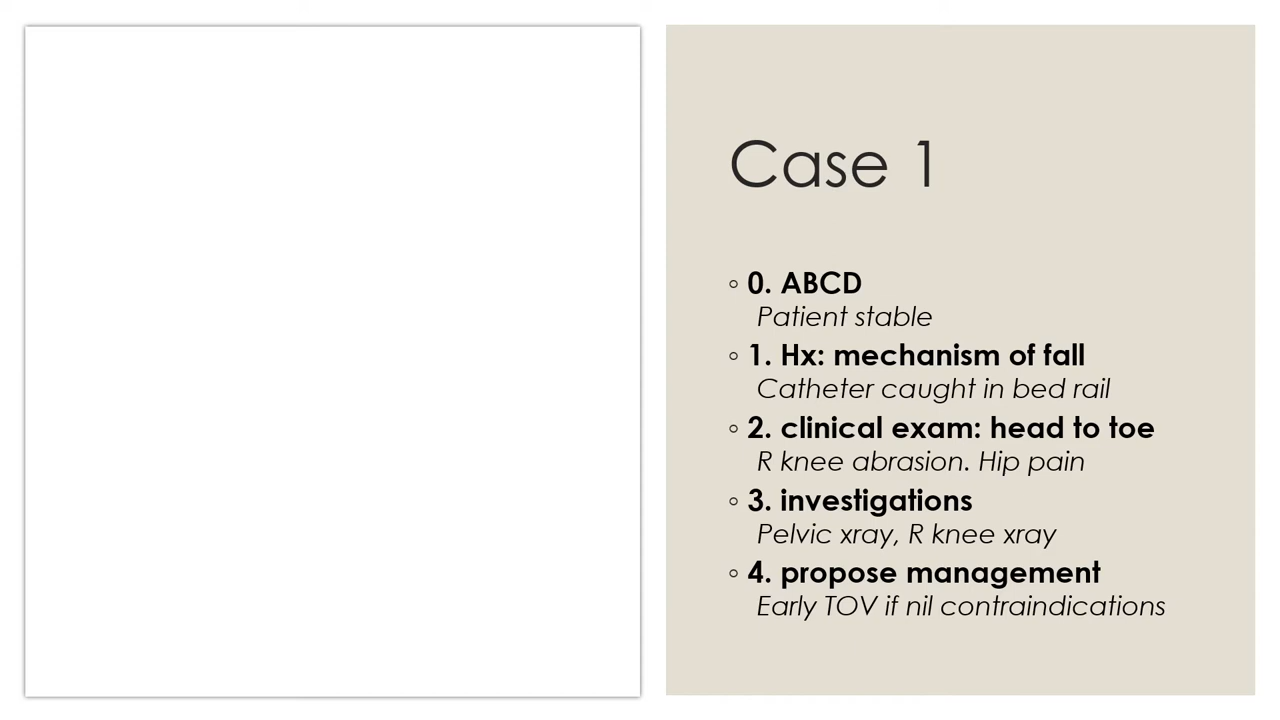 Case 1
◦ 0. ABCD
Patient stable
◦ 1. Hx: mechanism of fall
Catheter caught in bed rail
◦ 2. clinical exam: head to toe
R knee abrasion. Hip pain
◦ 3. investigations
Pelvic xray, R knee xray
◦ 4. propose management
Early TOV if nil contraindications